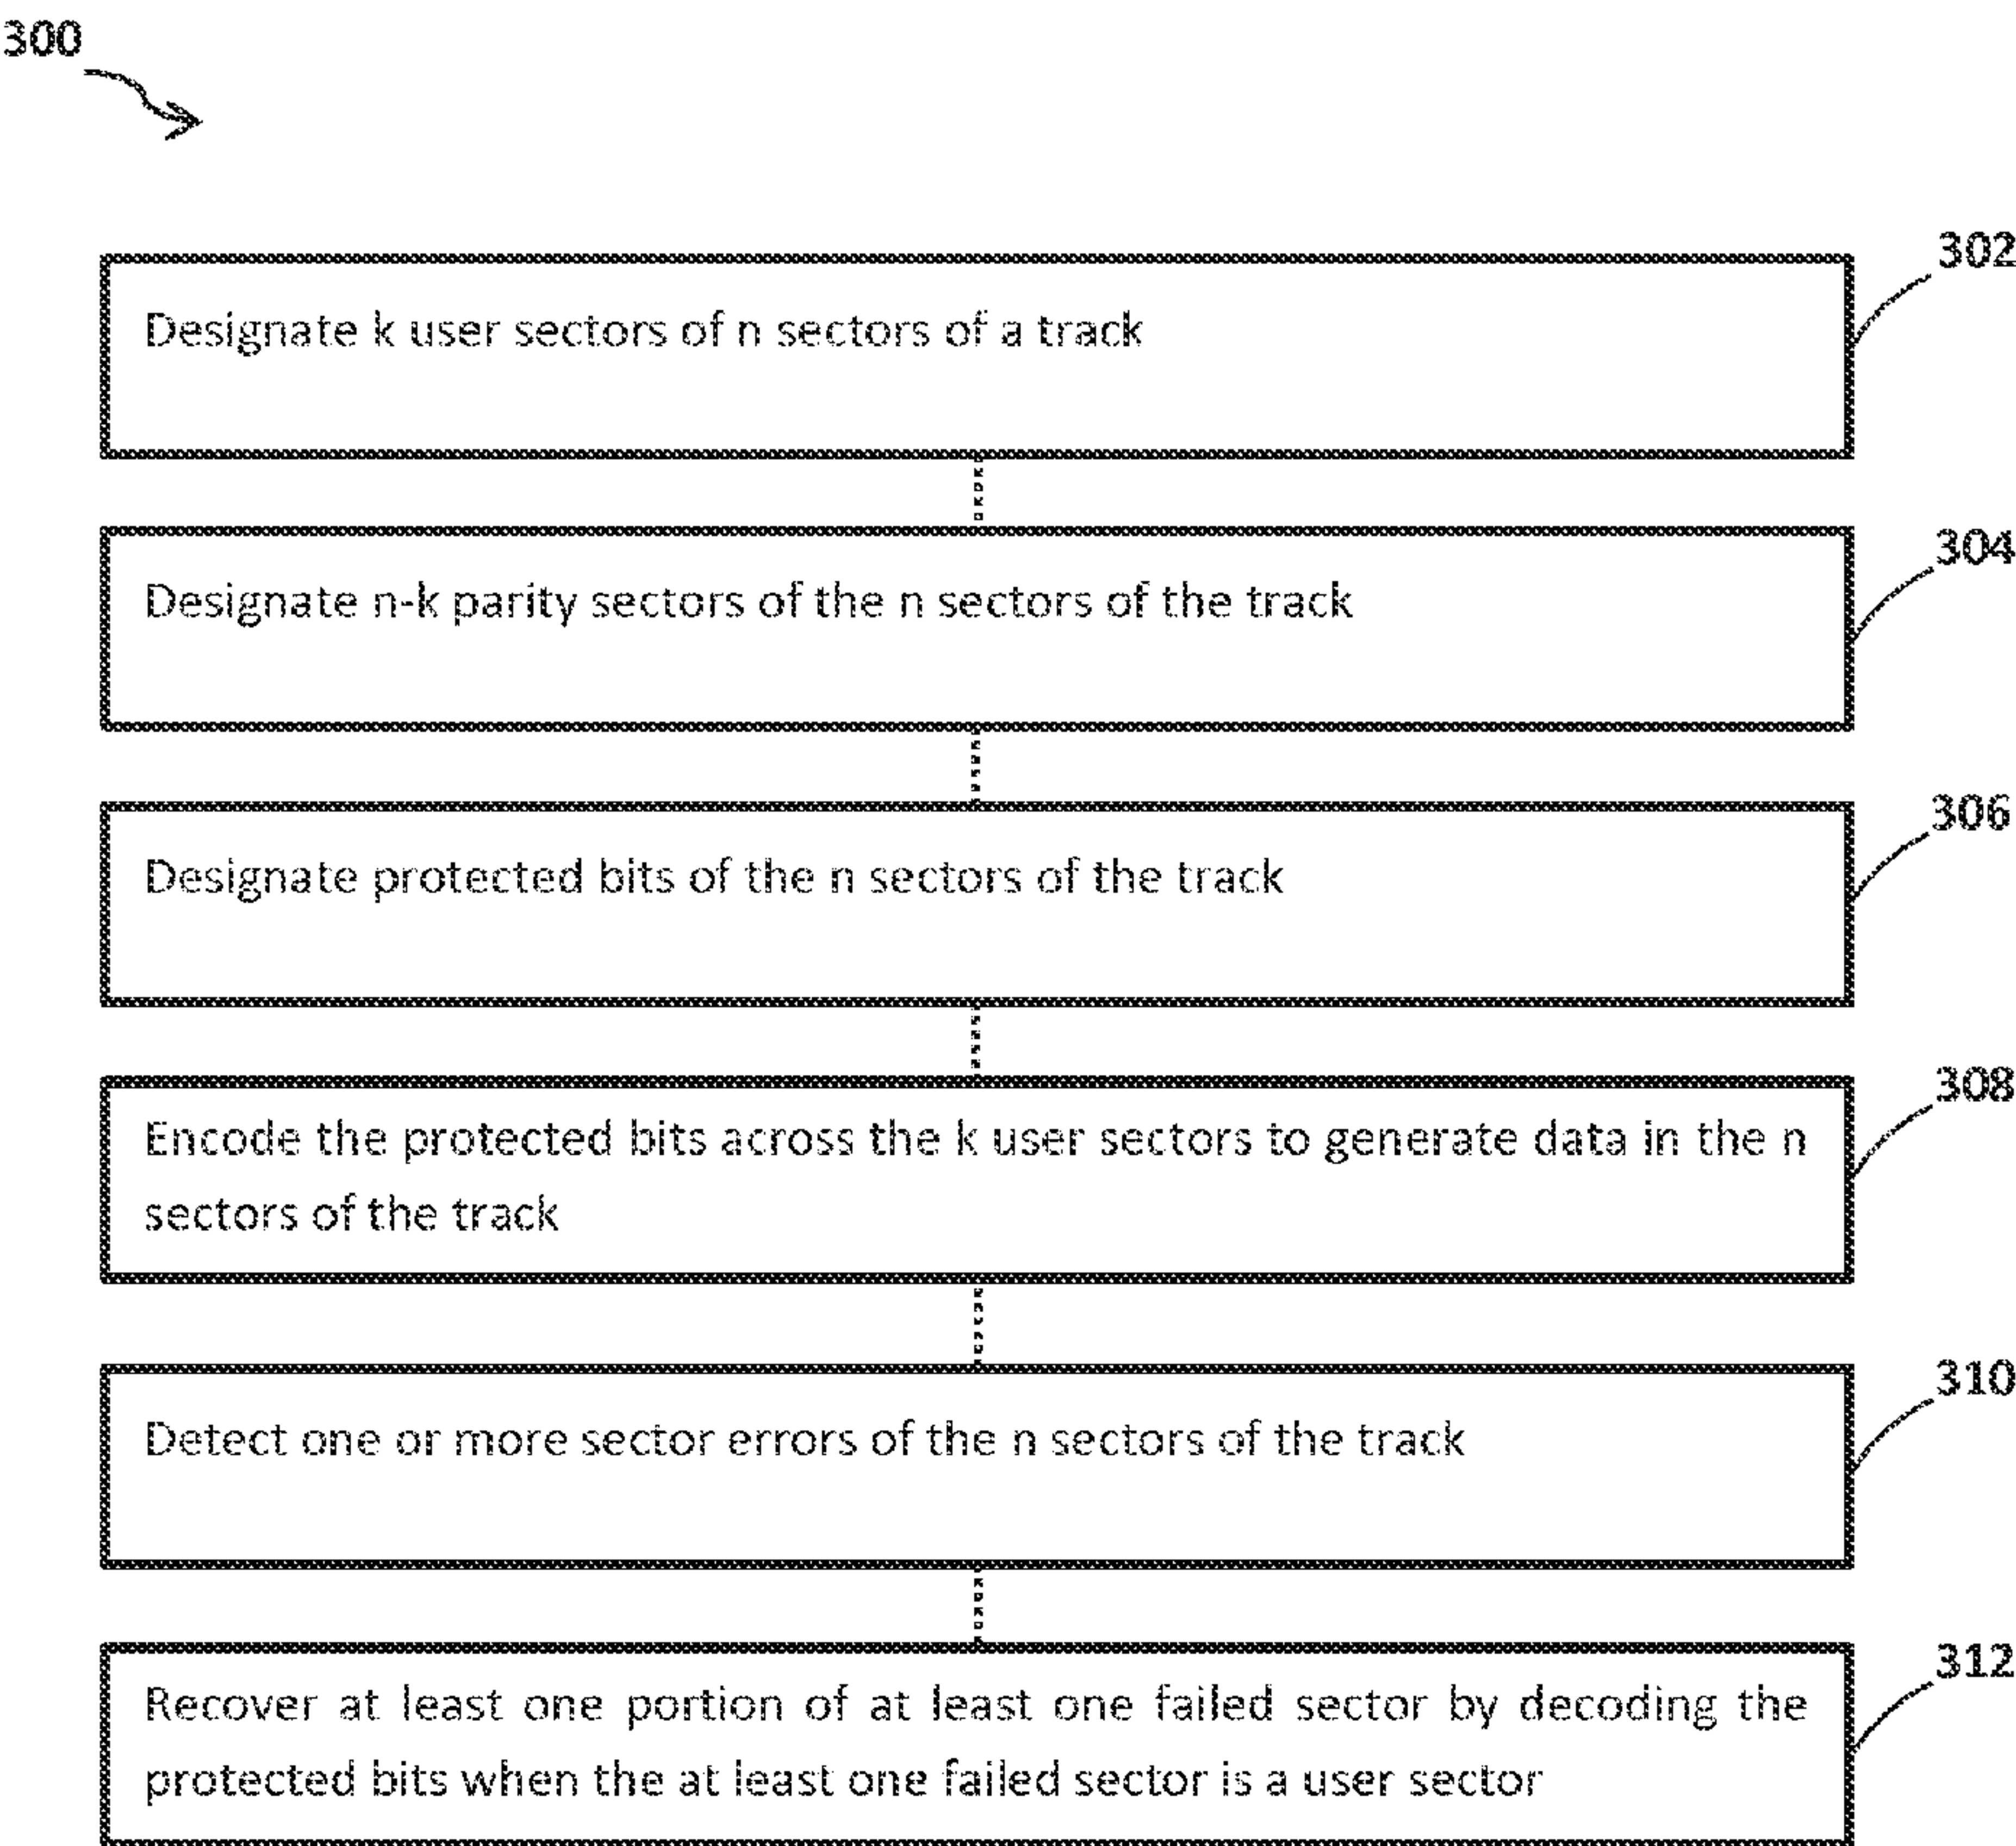 300
302
Designate k user sectors of n sectors of a track
304
Designate n-k parity sectors of the n sectors of the track
306
Designate protected bits of the n sectors of the track
308
Encode the protected bits across the k user sectors to generate data in the n
sectors of the track
310
Detect one or more sector errors of the n sectors of the track
312
Recover at least one portion of at least one failed sector by decoding the
protected bits when the at least one failed sector is a user sector